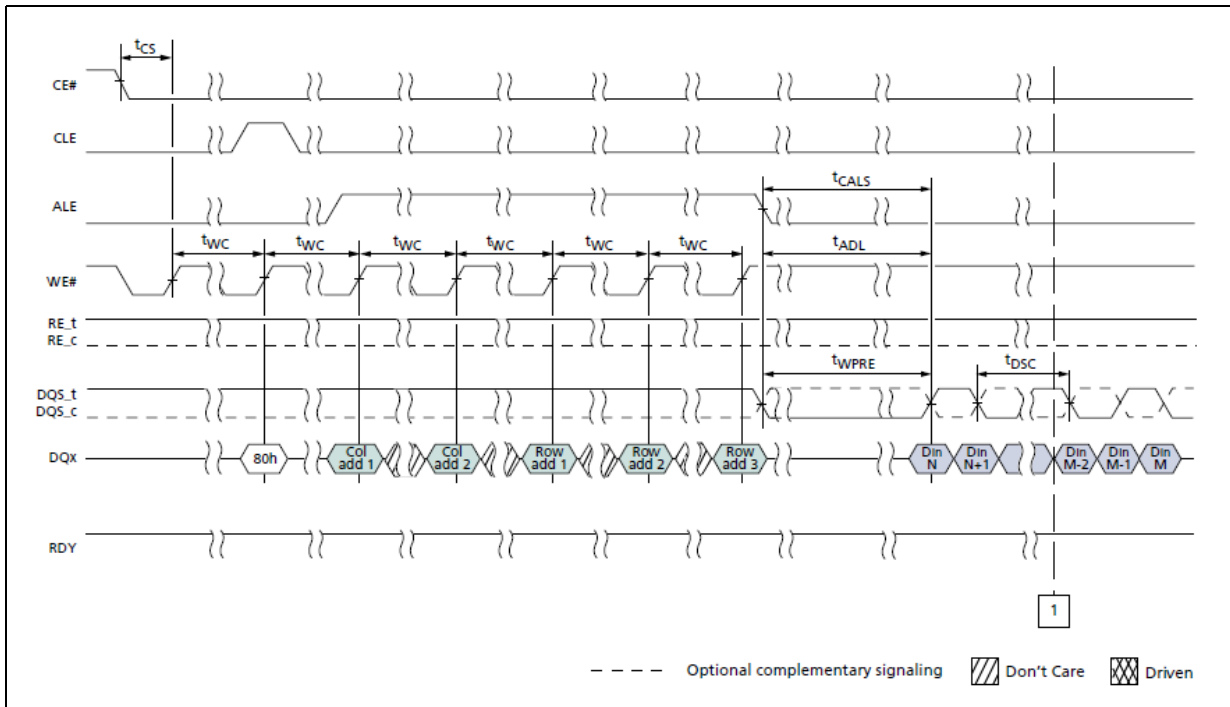 tCS
CE#
CLE
tCALS
ALE
tWC tWC tWC tWC tWC tWC tADL
WE#
RE_t
RE_c
tWPRE tDSC
DQS_t
DQS_c
DQx 80h Col add 1 Col add 2 Row add 1 Row add 2 Row add 3 Din N Din N+1 Din M-2 Din M-1 Din M
RDY
1
Optional complementary signaling Don't Care Driven